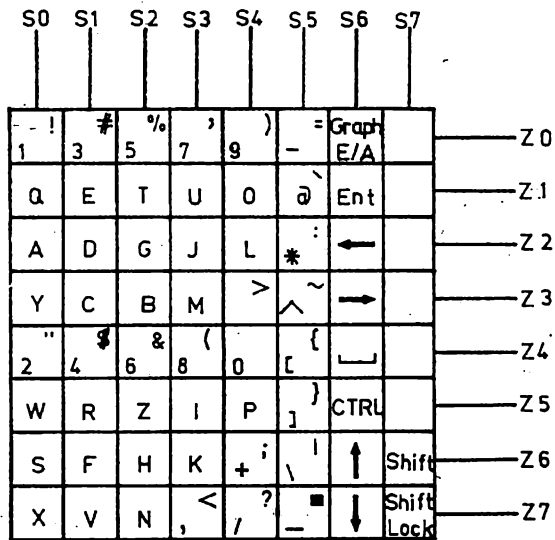 S0 S1 S2 S3 S4 S5 S6 S7
! # % ' ) = Graph
1 3 5 7 9 - E/A Z0
Q E T U O @ ` Ent Z1
A D G J L * : ← Z2
Y C B M > ^ ~ → Z3
" $ & ( {
2 4 6 8 0 [ Z4
W R Z I P ] } CTRL Z5
S F H K + ; \ | ↑ Shift Z6
< ? ■ Shift
X V N , / _ ↓ Lock Z7